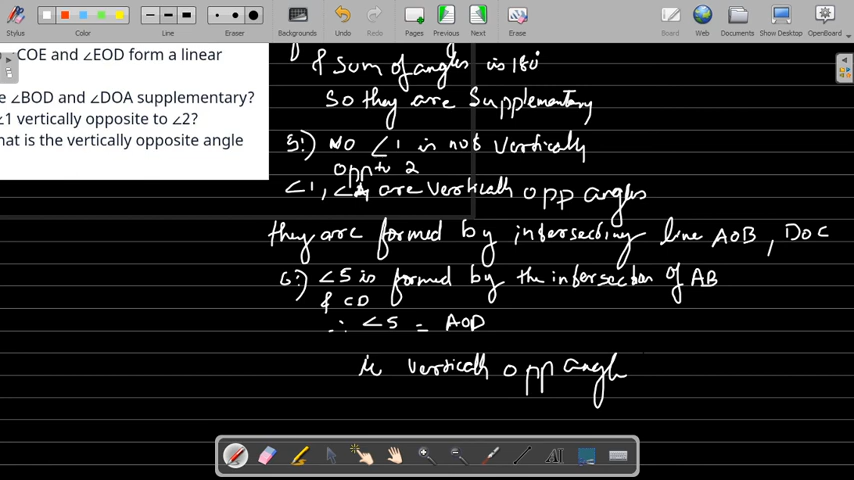 Stylus
Lines
Eraser
Backgrounds
Undo
Redo
Pages
Previous
Next
Erase
Board
Web
Documents
Show Desktop
OpenBoard
∠COE and ∠EOD form a linear
e ∠BOD and ∠DOA supplementary?
∠1 vertically opposite to ∠2?
hat is the vertically opposite angle
& Sum of angles is 180
So they are Supplementary
5:) No ∠1 is not vertically
opp to 2
∠1, ∠4 are vertically opp angles
they are formed by intersecting line AOB, DOC
6:) ∠5 is formed by the intersection of AB
& CD
∴ ∠5 = AOD
is vertically opp angle